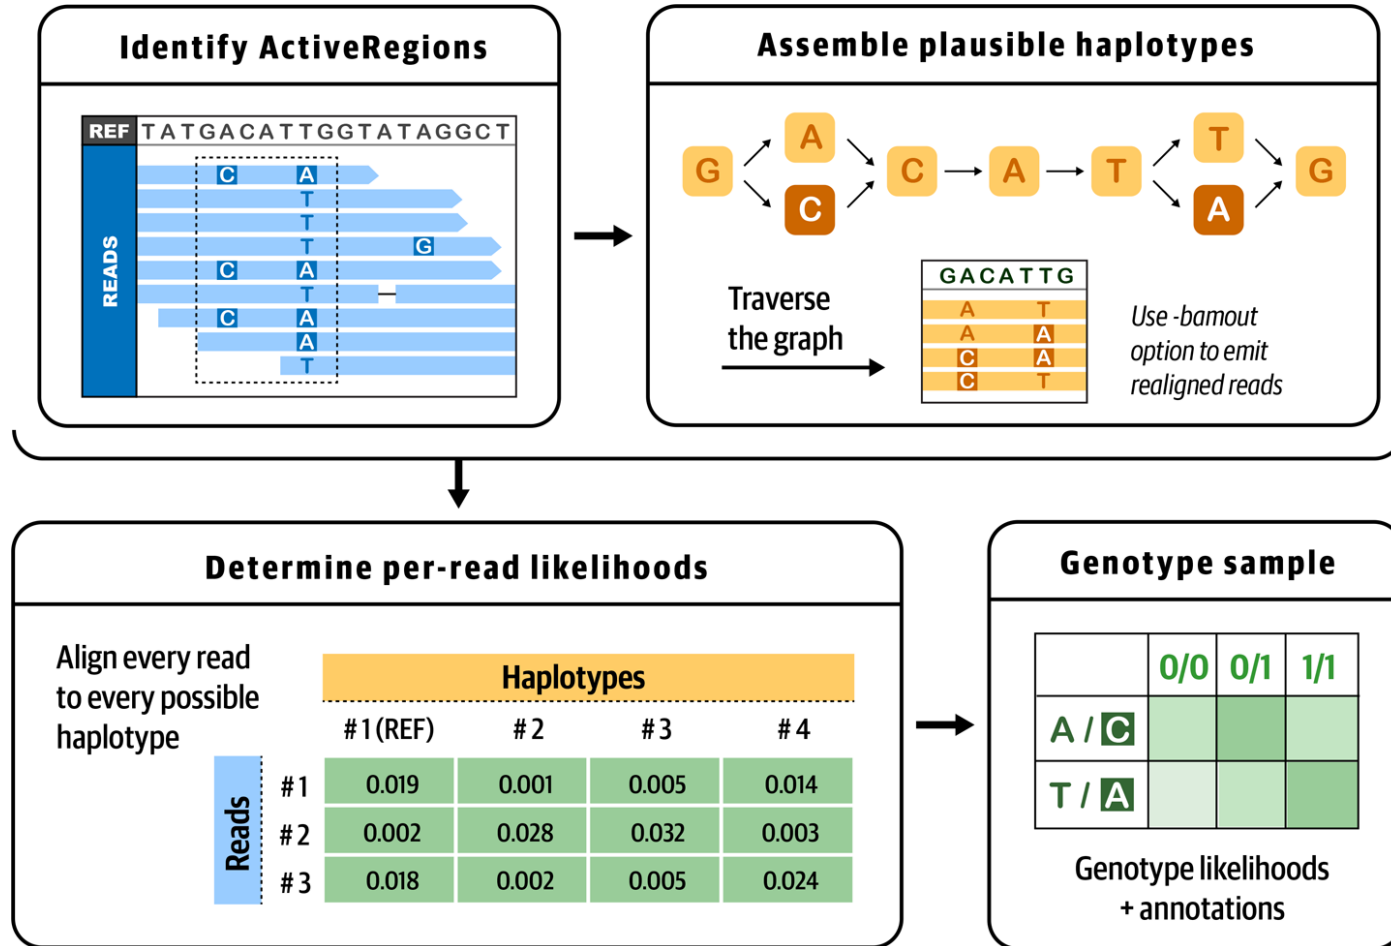 Identify ActiveRegions
REF TATGACATTGGTATAGGCT
READS
C A
T
T
T G
C A
T
C A
A
T
Assemble plausible haplotypes
A T
G C A T G
C A
Traverse
the graph
GACATTG
A T
A A
C A
C T
Use -bamout
option to emit
realigned reads
Determine per-read likelihoods
Align every read
to every possible
haplotype
Haplotypes
#1(REF) #2 #3 #4
Reads
#1 0.019 0.001 0.005 0.014
#2 0.002 0.028 0.032 0.003
#3 0.018 0.002 0.005 0.024
Genotype sample
0/0 0/1 1/1
A / C
T / A
Genotype likelihoods
+ annotations